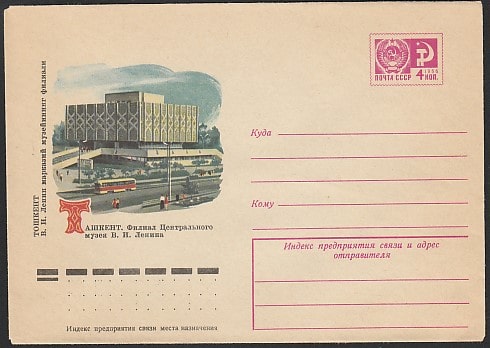 ПОЧТА СССР
1966
4 КОП.
ТОШКЕНТ
В. И. Ленин марказий музейининг филиали
ТАШКЕНТ. Филиал Центрального
музея В. И. Ленина
Куда
Кому
Индекс предприятия связи и адрес
отправителя
Индекс предприятия связи места назначения